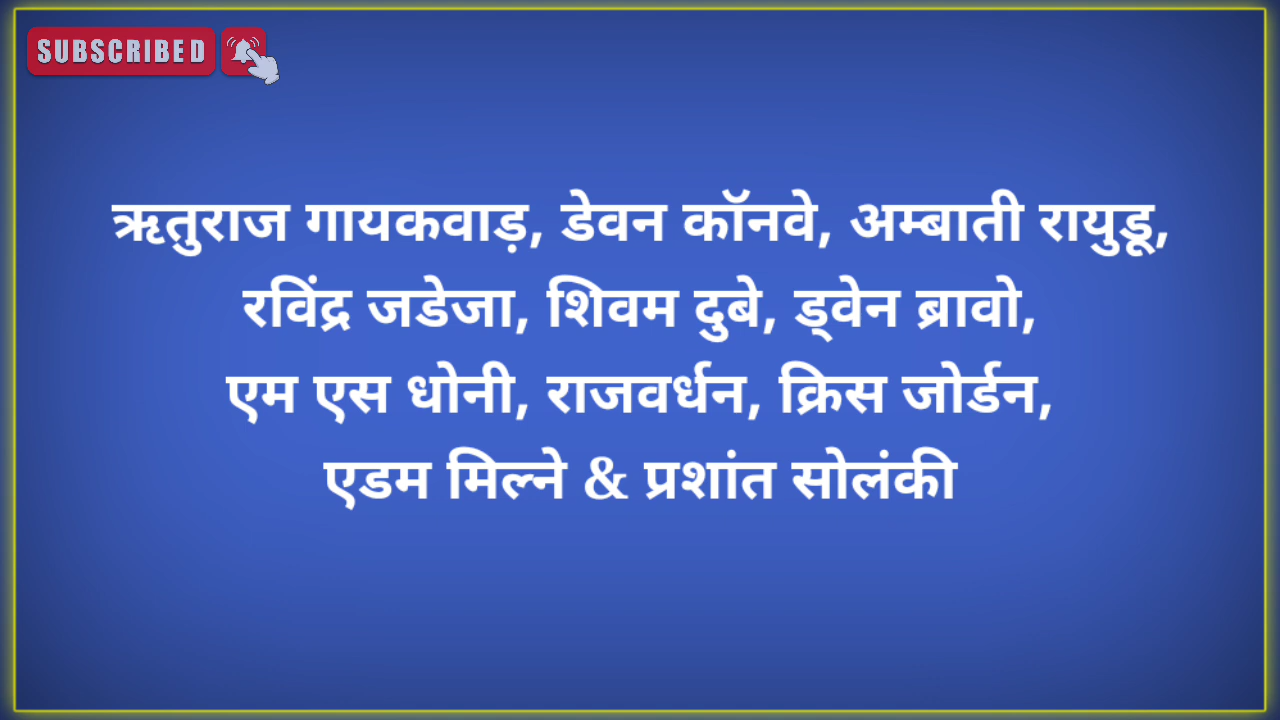 SUBSCRIBED
ऋतुराज गायकवाड़, डेवन कॉनवे, अम्बाती रायुडू,
रविंद्र जडेजा, शिवम दुबे, ड्वेन ब्रावो,
एम एस धोनी, राजवर्धन, क्रिस जोर्डन,
एडम मिल्ने & प्रशांत सोलंकी